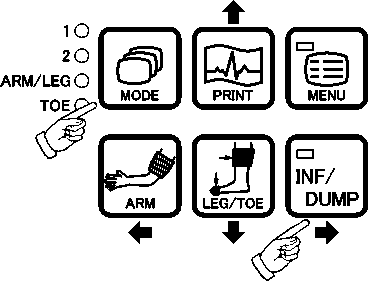 1
2
ARM/LEG
TOE
MODE
PRINT
MENU
ARM
LEG/TOE
INF/
DUMP